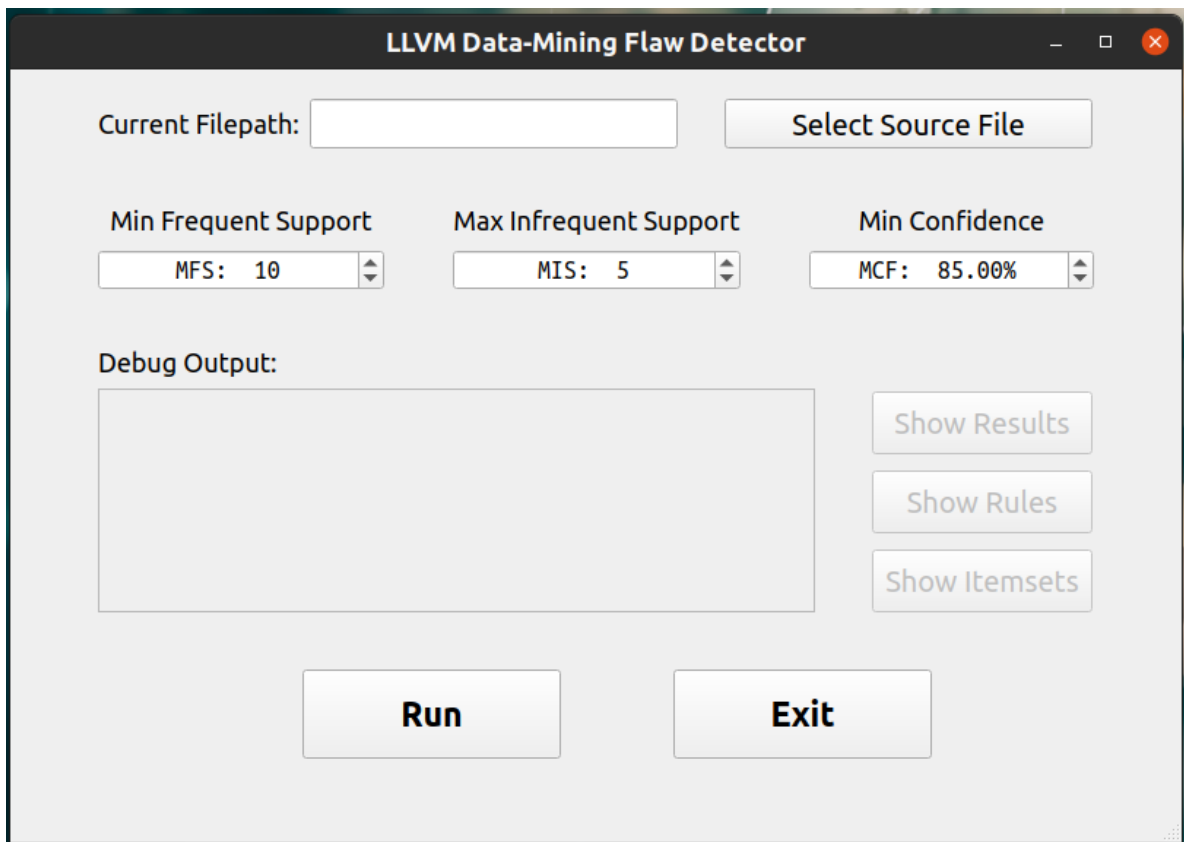 LLVM Data-Mining Flaw Detector
Current Filepath:
Select Source File
Min Frequent Support
Max Infrequent Support
Min Confidence
MFS: 10
MIS: 5
MCF: 85.00%
Debug Output:
Show Results
Show Rules
Show Itemsets
Run
Exit